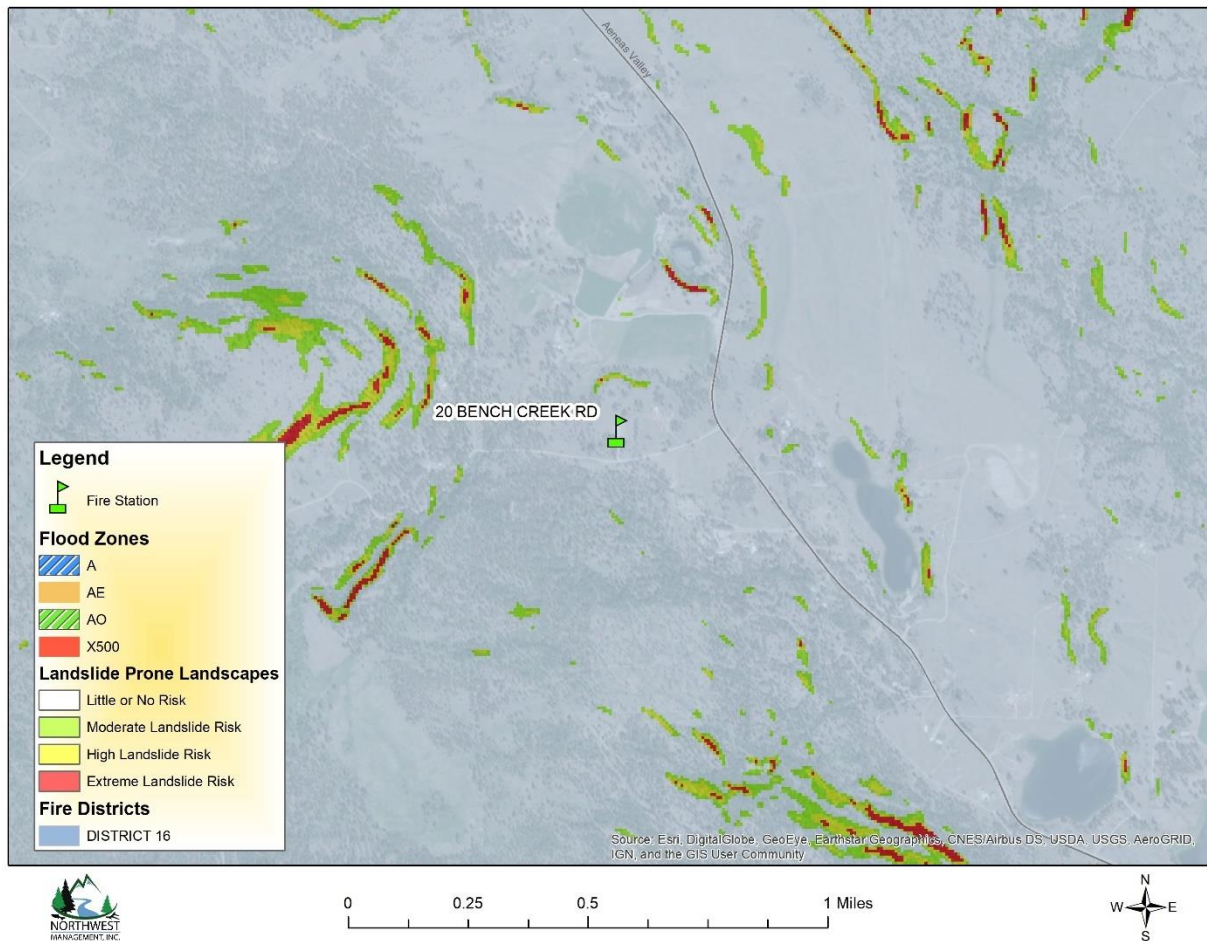 Aeneas Valley
20 BENCH CREEK RD
Legend
Fire Station
Flood Zones
A
AE
AO
X500
Landslide Prone Landscapes
Little or No Risk
Moderate Landslide Risk
High Landslide Risk
Extreme Landslide Risk
Fire Districts
DISTRICT 16
Source: Esri, DigitalGlobe, GeoEye, Earthstar Geographics, CNES/Airbus DS, USDA, USGS, AeroGRID,
IGN, and the GIS User Community
NORTHWEST
MANAGEMENT, INC.
0 0.25 0.5 1 Miles
N
W E
S